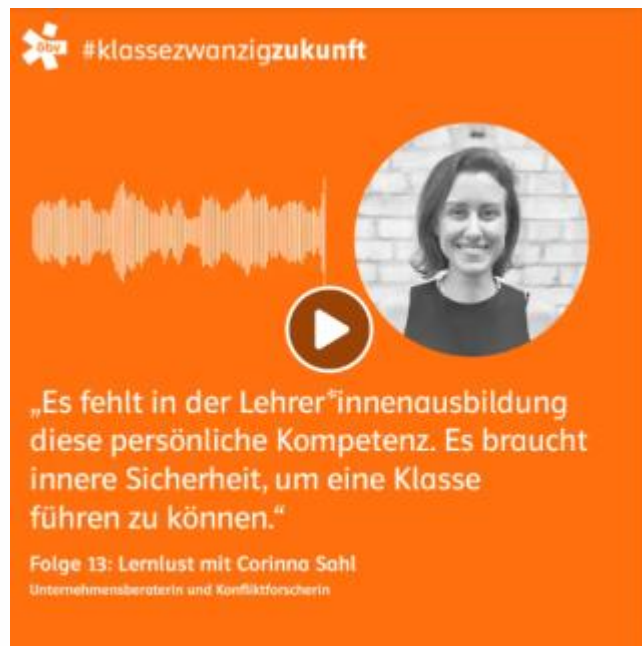 öbv #klassezwanzigzukunft
„Es fehlt in der Lehrer*innenausbildung
diese persönliche Kompetenz. Es braucht
innere Sicherheit, um eine Klasse
führen zu können.“
Folge 13: Lernlust mit Corinna Sahl
Unternehmensberaterin und Konfliktforscherin